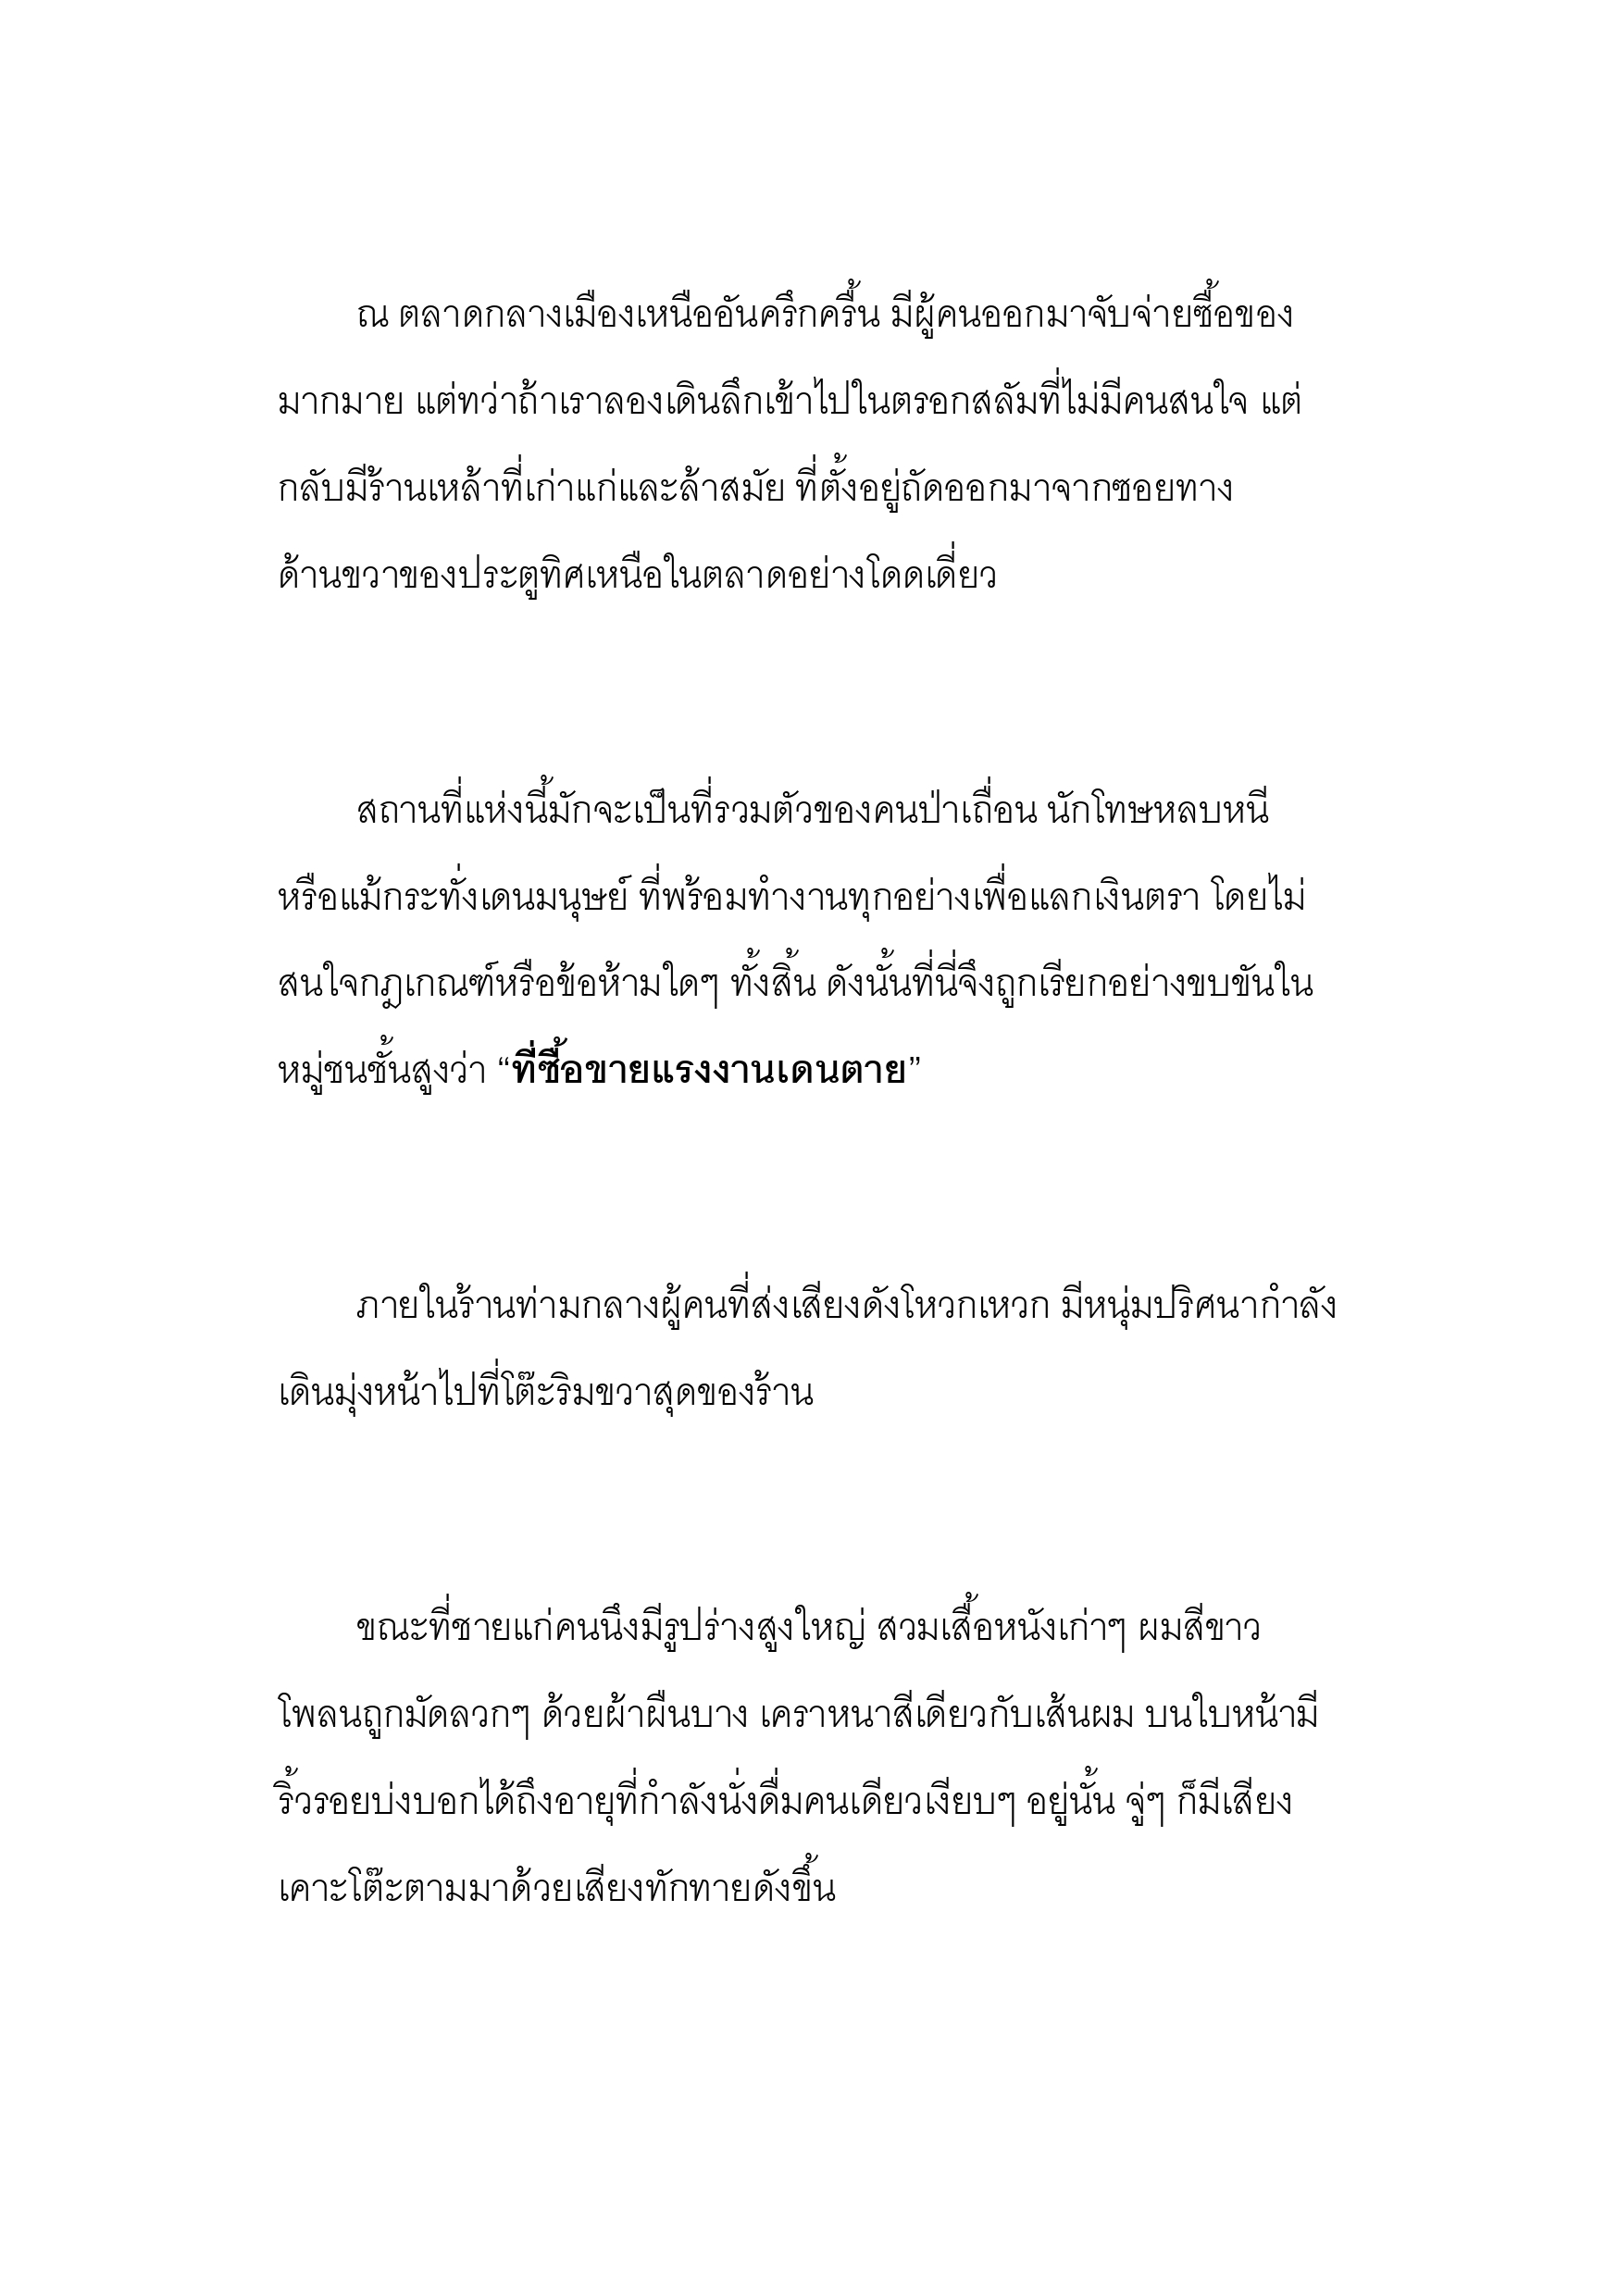 ณ ตลาดกลางเมืองเหนืออันครึกครื้น มีผู้คนออกมาจับจ่ายซื้อของ
มากมาย แต่ทว่าถ้าเราลองเดินลึกเข้าไปในตรอกสลัมที่ไม่มีคนสนใจ แต่
กลับมีร้านเหล้าที่เก่าแก่และล้าสมัย ที่ตั้งอยู่ถัดออกมาจากซอยทาง
ด้านขวาของประตูทิศเหนือในตลาดอย่างโดดเดี่ยว
สถานที่แห่งนี้มักจะเป็นที่รวมตัวของคนป่าเถื่อน นักโทษหลบหนี
หรือแม้กระทั่งเดนมนุษย์ ที่พร้อมทำงานทุกอย่างเพื่อแลกเงินตรา โดยไม่
สนใจกฎเกณฑ์หรือข้อห้ามใดๆ ทั้งสิ้น ดังนั้นที่นี่จึงถูกเรียกอย่างขบขันใน
หมู่ชนชั้นสูงว่า “ที่ซื้อขายแรงงานเดนตาย”
ภายในร้านท่ามกลางผู้คนที่ส่งเสียงดังโหวกเหวก มีหนุ่มปริศนากำลัง
เดินมุ่งหน้าไปที่โต๊ะริมขวาสุดของร้าน
ขณะที่ชายแก่คนนึงมีรูปร่างสูงใหญ่ สวมเสื้อหนังเก่าๆ ผมสีขาว
โพลนถูกมัดลวกๆ ด้วยผ้าผืนบาง เคราหนาสีเดียวกับเส้นผม บนใบหน้ามี
ริ้วรอยบ่งบอกได้ถึงอายุที่กำลังนั่งดื่มคนเดียวเงียบๆ อยู่นั้น จู่ๆ ก็มีเสียง
เคาะโต๊ะตามมาด้วยเสียงทักทายดังขึ้น